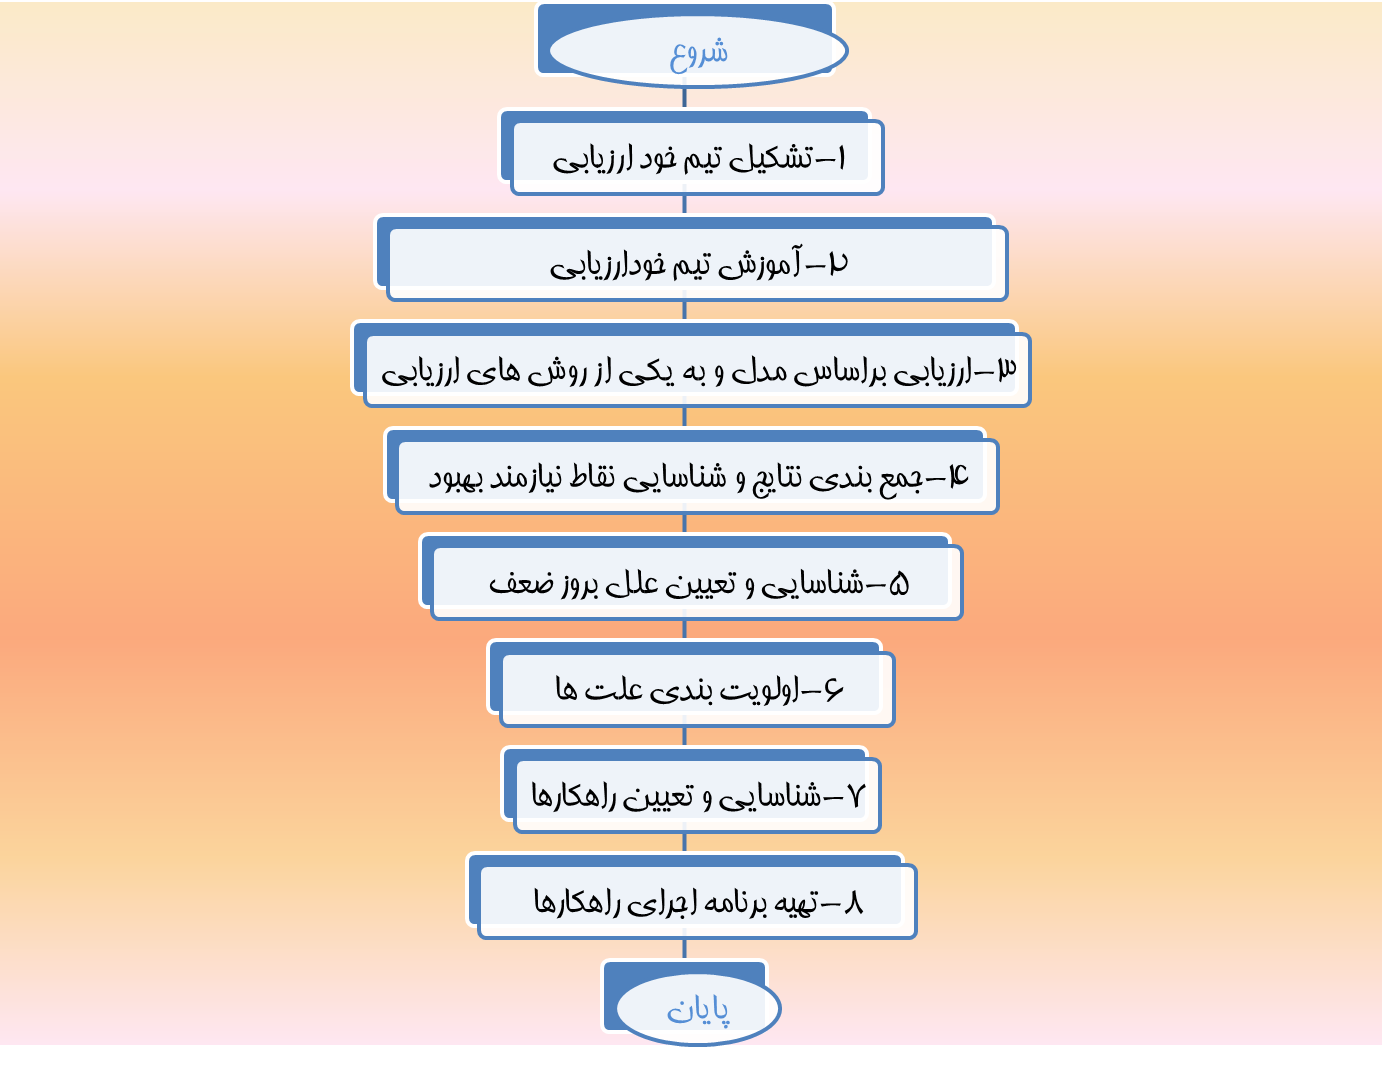 شروع
۱-تشکیل تیم خود ارزیابی
۲-آموزش تیم خودارزیابی
۳-ارزیابی براساس مدل و به یکی از روش های ارزیابی
۴-جمع بندی نتایج و شناسایی نقاط نیازمند بهبود
۵-شناسایی و تعیین علل بروز ضعف
۶-اولویت بندی علت ها
۷-شناسایی و تعیین راهکارها
۸-تهیه برنامه اجرای راهکارها
پایان